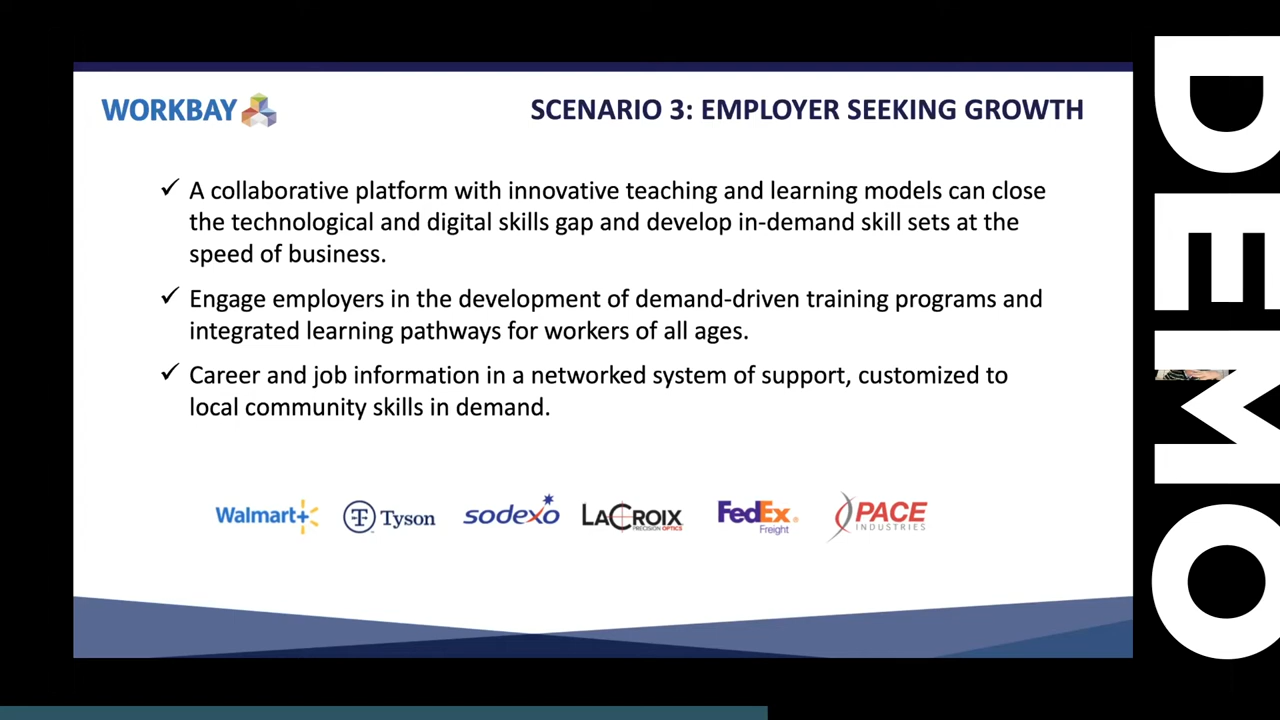 WORKBAY
SCENARIO 3: EMPLOYER SEEKING GROWTH
✓ A collaborative platform with innovative teaching and learning models can close
the technological and digital skills gap and develop in-demand skill sets at the
speed of business.
✓ Engage employers in the development of demand-driven training programs and
integrated learning pathways for workers of all ages.
✓ Career and job information in a networked system of support, customized to
local community skills in demand.
Walmart+
T Tyson
sodexo
LACROIX
PRECISION OPTICS
FedEx
Freight
PACE
INDUSTRIES
DEMO